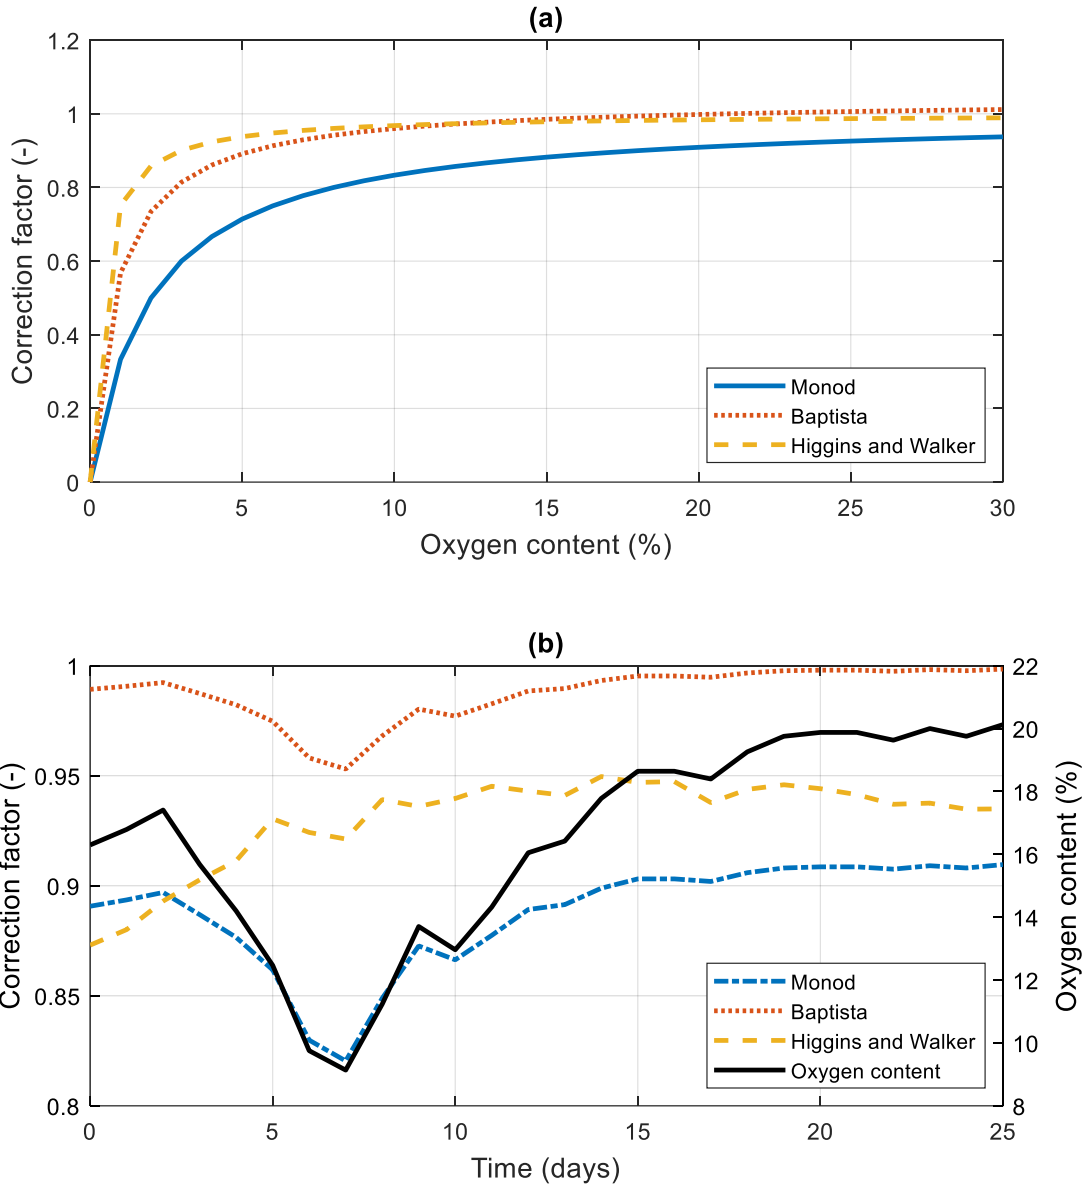 (a)
1.2
1
0.8
0.6
0.4
0.2
0
Correction factor (-)
Monod
Baptista
Higgins and Walker
0 5 10 15 20 25 30
Oxygen content (%)
(b)
1
0.95
0.9
0.85
0.8
Correction factor (-)
22
20
18
16
14
12
10
8
Oxygen content (%)
Monod
Baptista
Higgins and Walker
Oxygen content
0 5 10 15 20 25
Time (days)